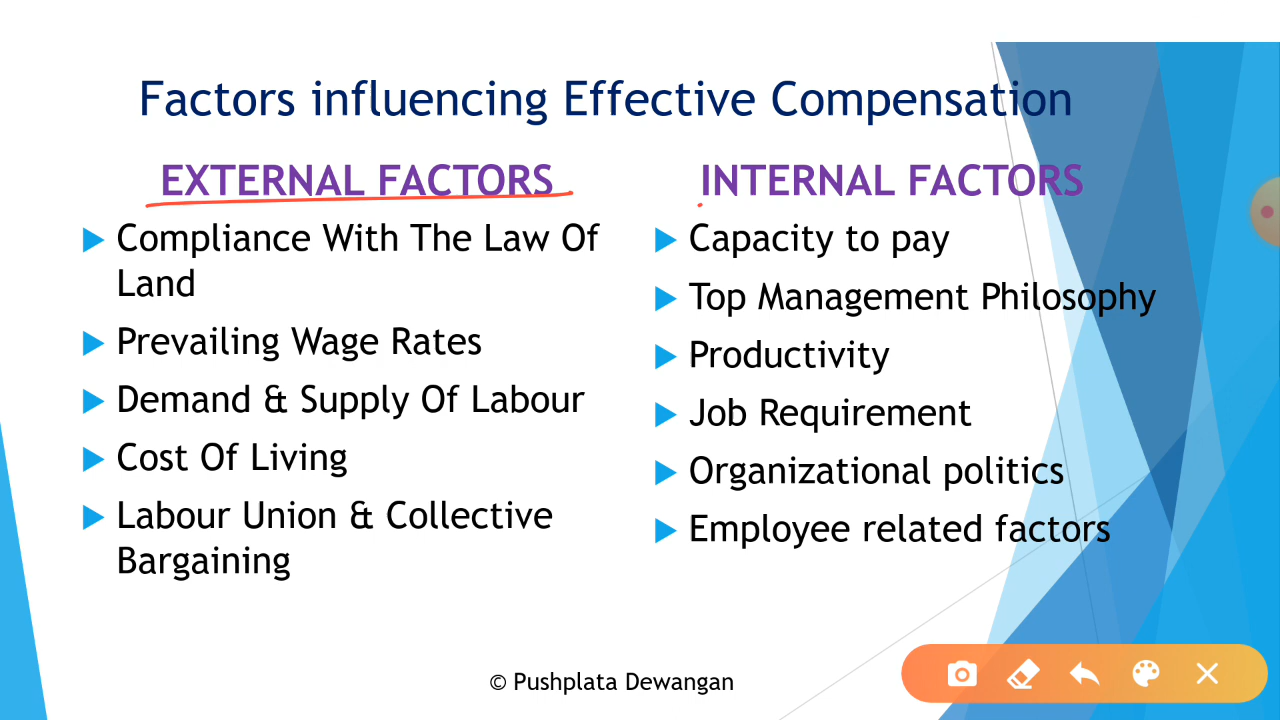 Factors influencing Effective Compensation
EXTERNAL FACTORS
Compliance With The Law Of
Land
Prevailing Wage Rates
Demand & Supply Of Labour
Cost Of Living
Labour Union & Collective
Bargaining
INTERNAL FACTORS
Capacity to pay
Top Management Philosophy
Productivity
Job Requirement
Organizational politics
Employee related factors
© Pushplata Dewangan